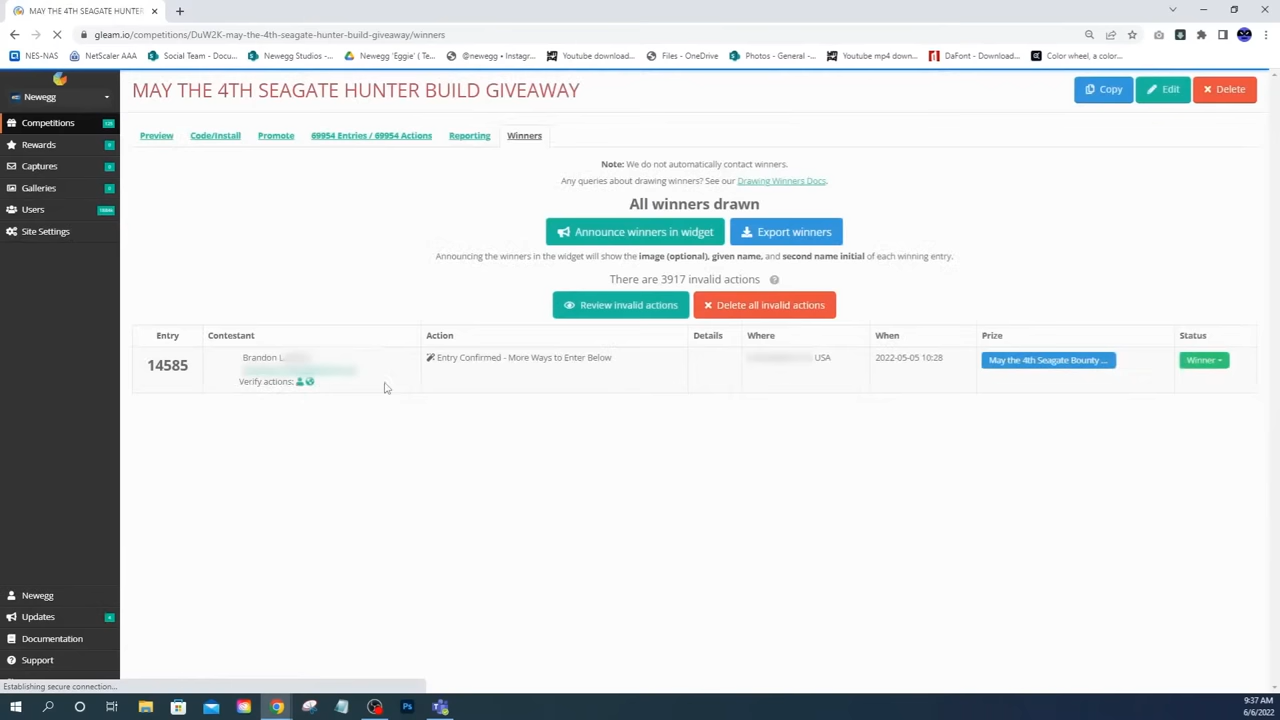 MAY THE 4TH SEAGATE HUNTER
gleam.io/competitions/DuW2K-may-the-4th-seagate-hunter-build-giveaway/winners
NES-NAS NetScaler AAA Social Team - Docu... Newegg Studios -... Newegg 'Eggie' ( Te... @newegg • Instagr... Youtube download... Files - OneDrive Photos - General -... Youtube mp4 down... DaFont - Download... Color wheel, a color...
Newegg
Competitions
Rewards 0
Captures 0
Galleries 0
Users
Site Settings
MAY THE 4TH SEAGATE HUNTER BUILD GIVEAWAY
Copy Edit Delete
Preview Code/Install Promote 69954 Entries / 69954 Actions Reporting Winners
Note: We do not automatically contact winners.
Any queries about drawing winners? See our Drawing Winners Docs.
All winners drawn
Announce winners in widget Export winners
Announcing the winners in the widget will show the image (optional), given name, and second name initial of each winning entry.
There are 3917 invalid actions ?
Review invalid actions Delete all invalid actions
Entry Contestant Action Details Where When Prize Status
14585 Brandon L Entry Confirmed - More Ways to Enter Below USA 2022-05-05 10:28 May the 4th Seagate Bounty ... Winner
Verify actions:
Newegg
Updates
Documentation
Support
Establishing secure connection...
9:37 AM
6/6/2022